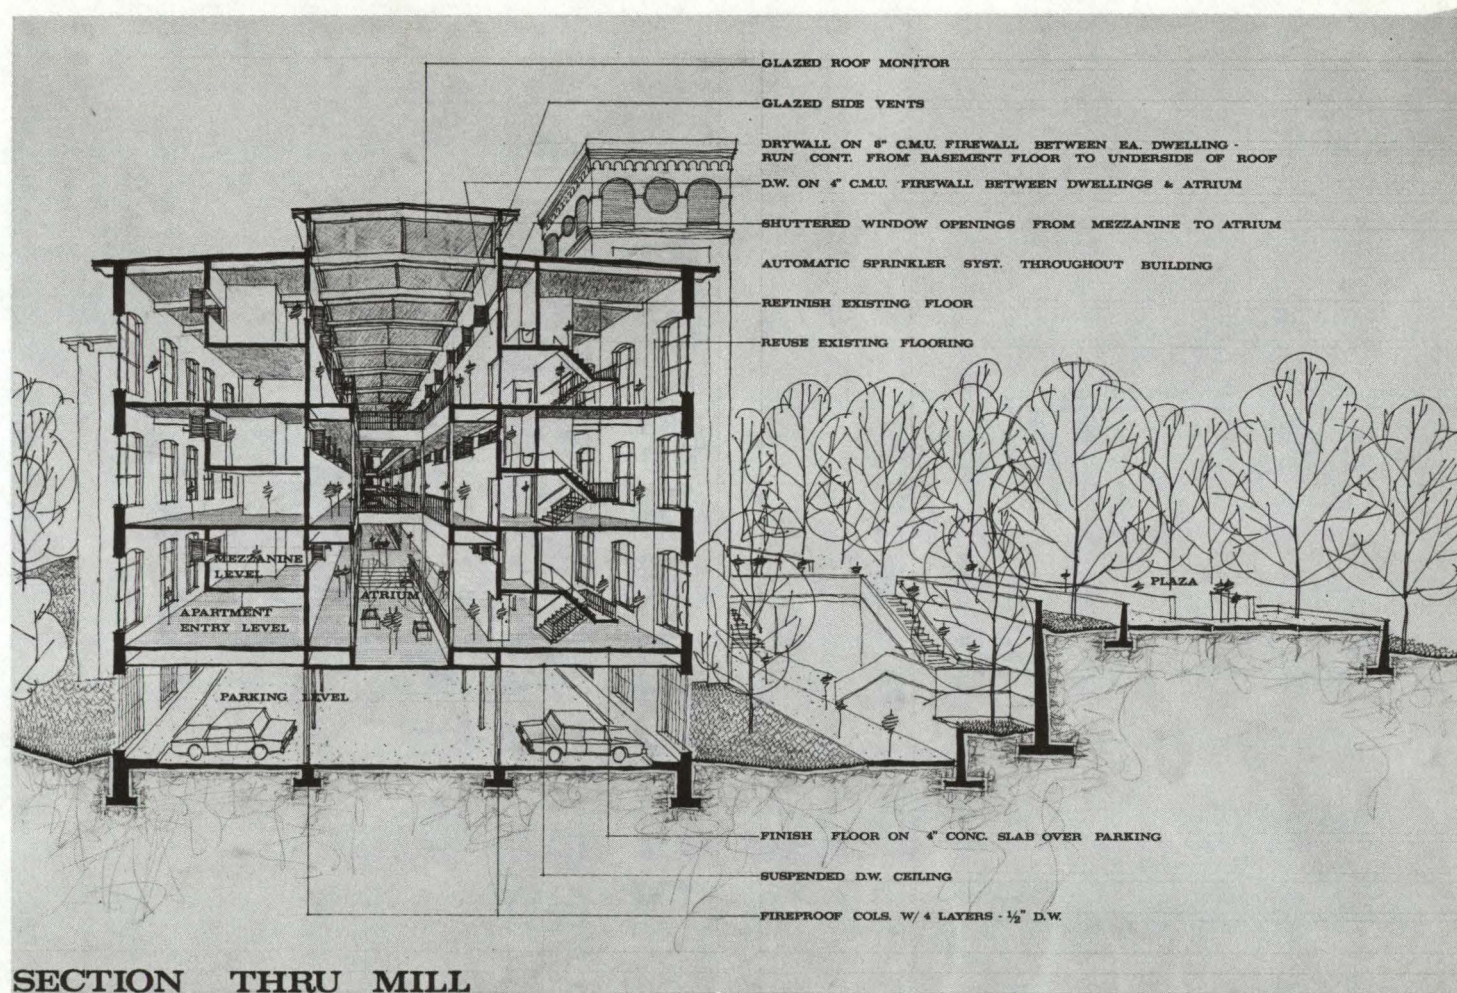 GLAZED ROOF MONITOR
GLAZED SIDE VENTS
DRYWALL ON 8" C.M.U. FIREWALL BETWEEN EA. DWELLING -
RUN CONT. FROM BASEMENT FLOOR TO UNDERSIDE OF ROOF
D.W. ON 4" C.M.U. FIREWALL BETWEEN DWELLINGS & ATRIUM
SHUTTERED WINDOW OPENINGS FROM MEZZANINE TO ATRIUM
AUTOMATIC SPRINKLER SYST. THROUGHOUT BUILDING
REFINISH EXISTING FLOOR
REUSE EXISTING FLOORING
MEZZANINE
LEVEL
ATRIUM
APARTMENT
ENTRY LEVEL
PLAZA
PARKING LEVEL
FINISH FLOOR ON 4" CONC. SLAB OVER PARKING
SUSPENDED D.W. CEILING
FIREPROOF COLS. W/ 4 LAYERS - ½" D.W.
SECTION THRU MILL